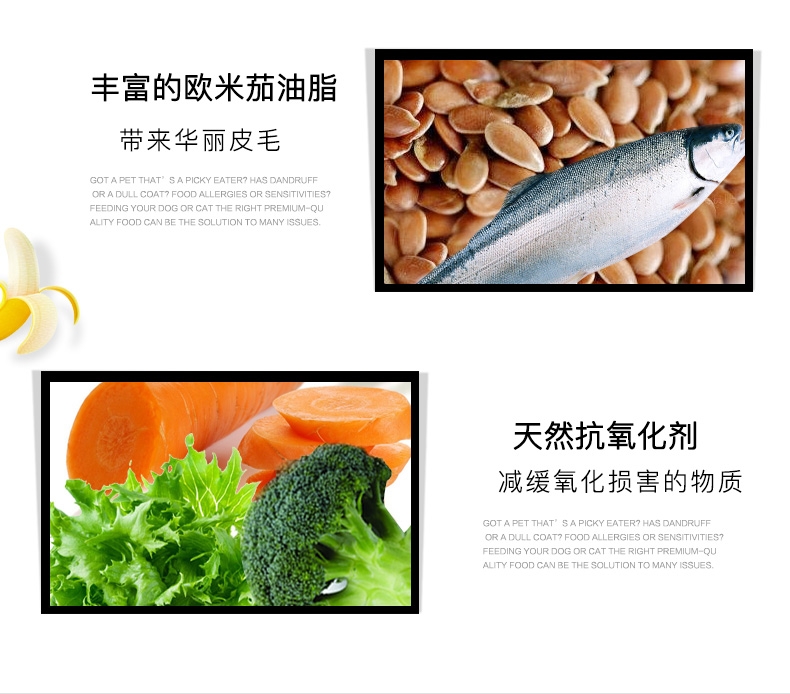 丰富的欧米茄油脂
带来华丽皮毛
GOT A PET THAT’S A PICKY EATER? HAS DANDRUFF
OR A DULL COAT? FOOD ALLERGIES OR SENSITIVITIES?
FEEDING YOUR DOG OR CAT THE RIGHT PREMIUM-QU
ALITY FOOD CAN BE THE SOLUTION TO MANY ISSUES.
天然抗氧化剂
减缓氧化损害的物质
GOT A PET THAT’S A PICKY EATER? HAS DANDRUFF
OR A DULL COAT? FOOD ALLERGIES OR SENSITIVITIES?
FEEDING YOUR DOG OR CAT THE RIGHT PREMIUM-QU
ALITY FOOD CAN BE THE SOLUTION TO MANY ISSUES.